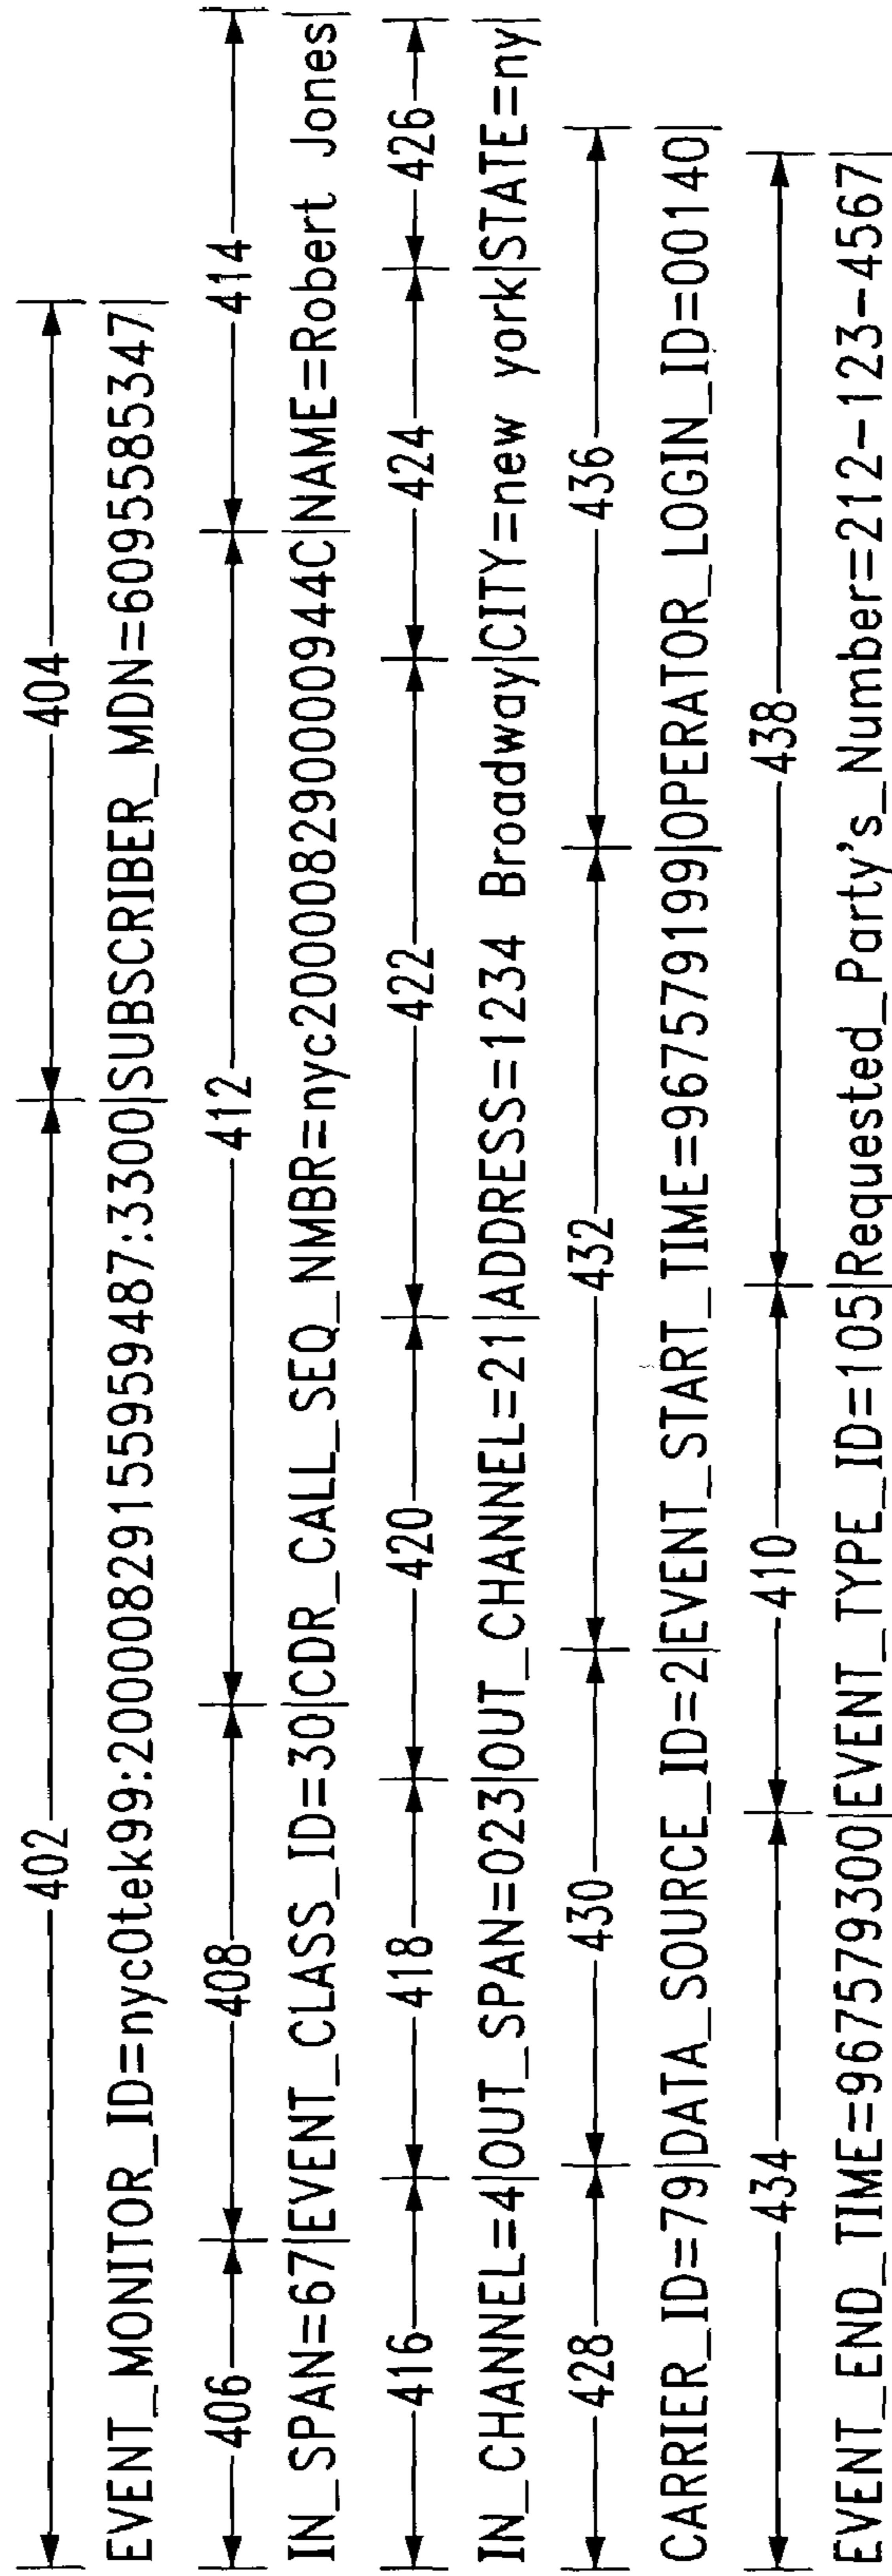 402 404
EVENT_MONITOR_ID=nyc0tek99:20000829155959487:3300|SUBSCRIBER_MDN=6095585347|
406 408 412 414
IN_SPAN=67|EVENT_CLASS_ID=30|CDR_CALL_SEQ_NMBR=nyc200008290000944C|NAME=Robert Jones|
416 418 420 422 424 426
IN_CHANNEL=4|OUT_SPAN=023|OUT_CHANNEL=21|ADDRESS=1234 Broadway|CITY=new york|STATE=ny|
428 430 432 436
CARRIER_ID=79|DATA_SOURCE_ID=2|EVENT_START_TIME=967579199|OPERATOR_LOGIN_ID=00140|
434 410 438
EVENT_END_TIME=967579300|EVENT_TYPE_ID=105|Requested_Party's_Number=212-123-4567|